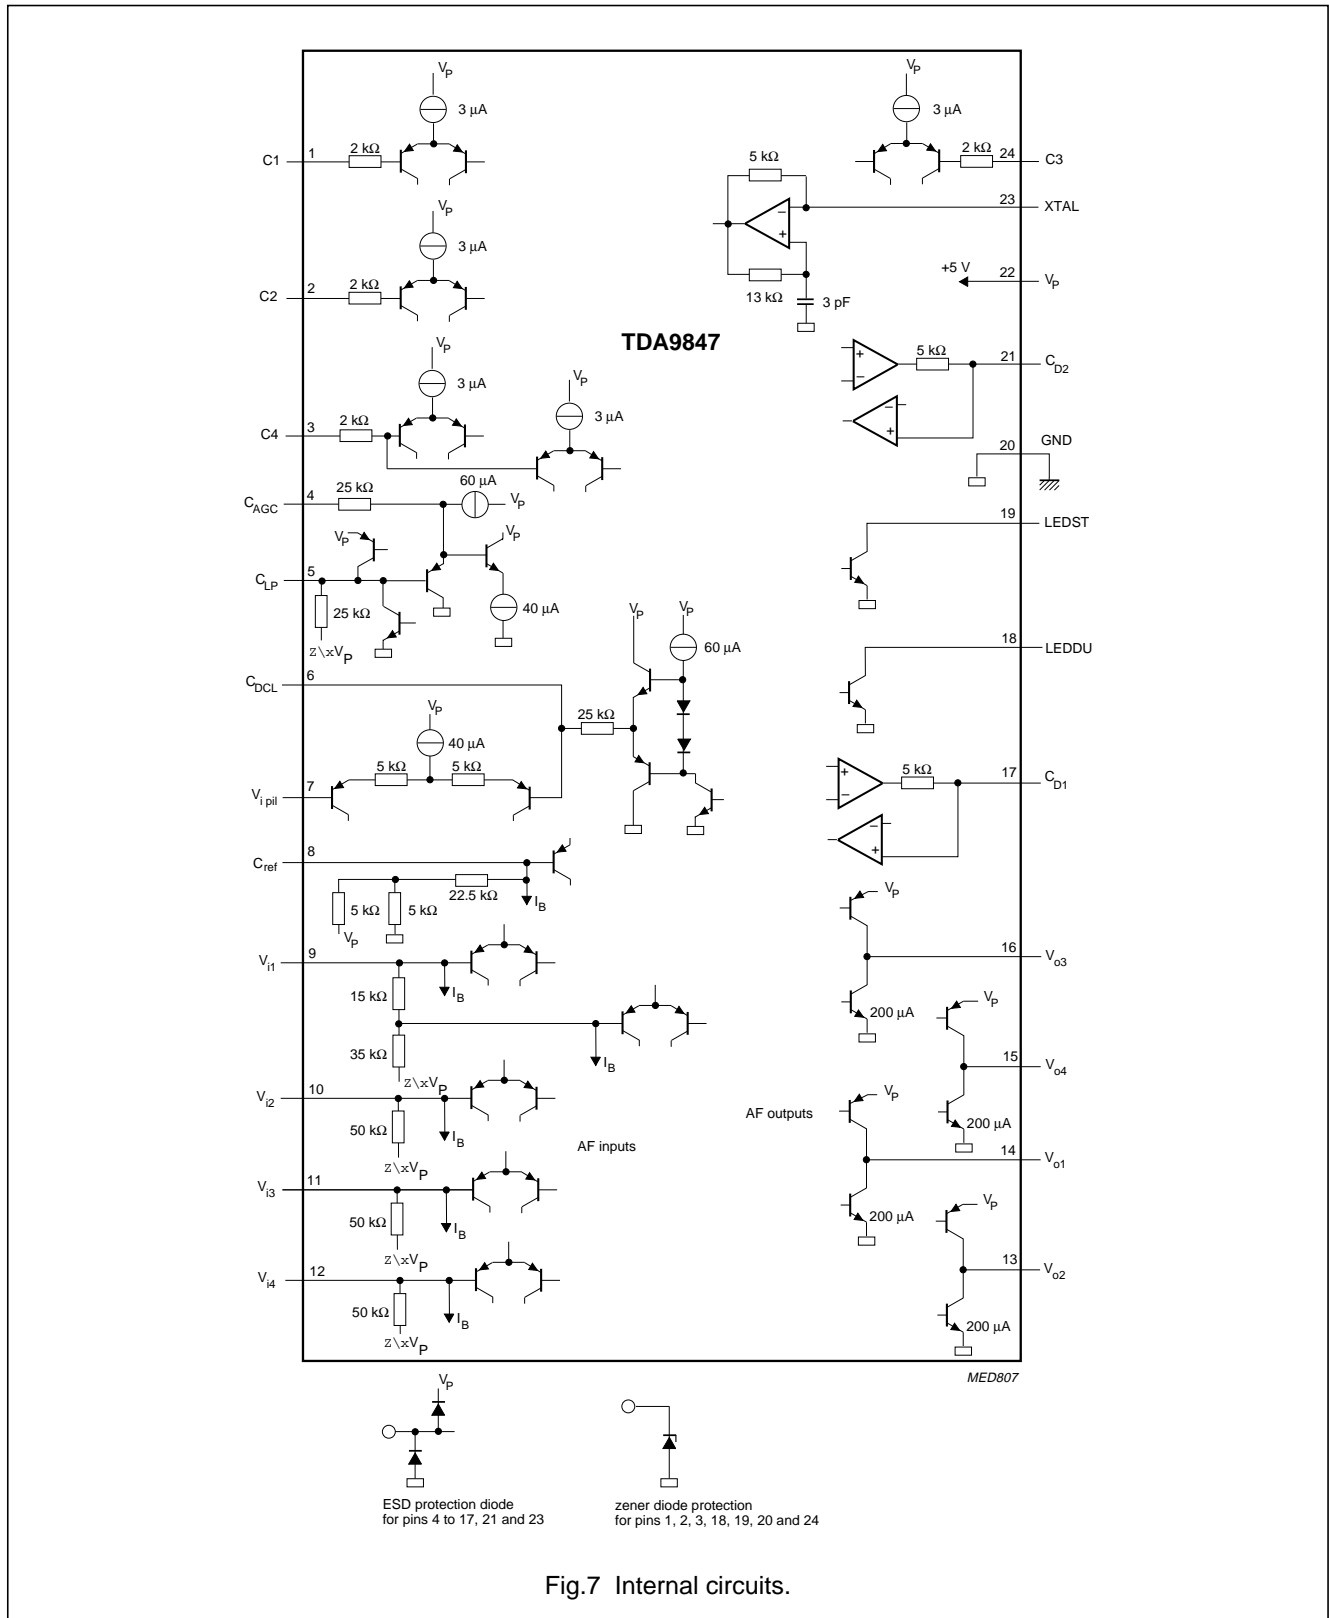 V_P
3 µA
C1
1
2 kΩ
V_P
3 µA
C2
2
2 kΩ
V_P
3 µA
C4
3
2 kΩ
V_P
3 µA
C_AGC
4
25 kΩ
60 µA
V_P
C_LP
5
V_P
V_P
25 kΩ
Z\xV_P
40 µA
C_DCL
6
V_P
V_P
60 µA
25 kΩ
V_P
40 µA
5 kΩ
5 kΩ
V_i pil
7
C_ref
8
22.5 kΩ
I_B
5 kΩ
5 kΩ
V_P
V_i1
9
15 kΩ
I_B
35 kΩ
I_B
Z\xV_P
V_i2
10
50 kΩ
I_B
Z\xV_P
AF inputs
V_i3
11
50 kΩ
I_B
Z\xV_P
V_i4
12
50 kΩ
I_B
Z\xV_P
TDA9847
V_P
3 µA
2 kΩ
24
C3
5 kΩ
23
XTAL
−
+
13 kΩ
3 pF
+5 V
22
V_P
+
−
5 kΩ
21
C_D2
−
+
GND
20
19
LEDST
18
LEDDU
+
−
5 kΩ
17
C_D1
−
+
V_P
16
V_o3
200 µA
V_P
15
V_o4
200 µA
AF outputs
V_P
14
V_o1
200 µA
V_P
13
V_o2
200 µA
MED807
V_P
ESD protection diode
for pins 4 to 17, 21 and 23
zener diode protection
for pins 1, 2, 3, 18, 19, 20 and 24
Fig.7 Internal circuits.